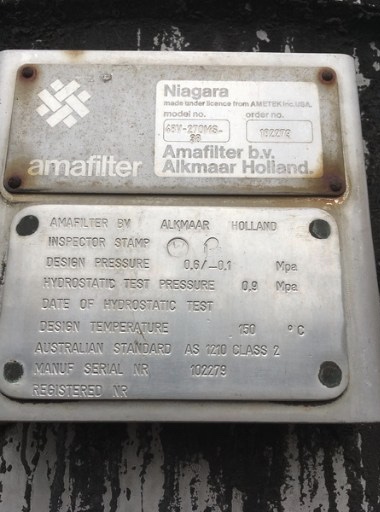 amafilter
Niagara
made under licence from AMETEK Inc. USA.
model no. order no.
102279
Amafilter b.v.
Alkmaar Holland.
AMAFILTER BV ALKMAAR HOLLAND
INSPECTOR STAMP
DESIGN PRESSURE 0,6/-0,1 Mpa
HYDROSTATIC TEST PRESSURE 0,9 Mpa
DATE OF HYDROSTATIC TEST
DESIGN TEMPERATURE 150 °C
AUSTRALIAN STANDARD AS 1210 CLASS 2
MANUF SERIAL NR 102279
REGISTERED NR